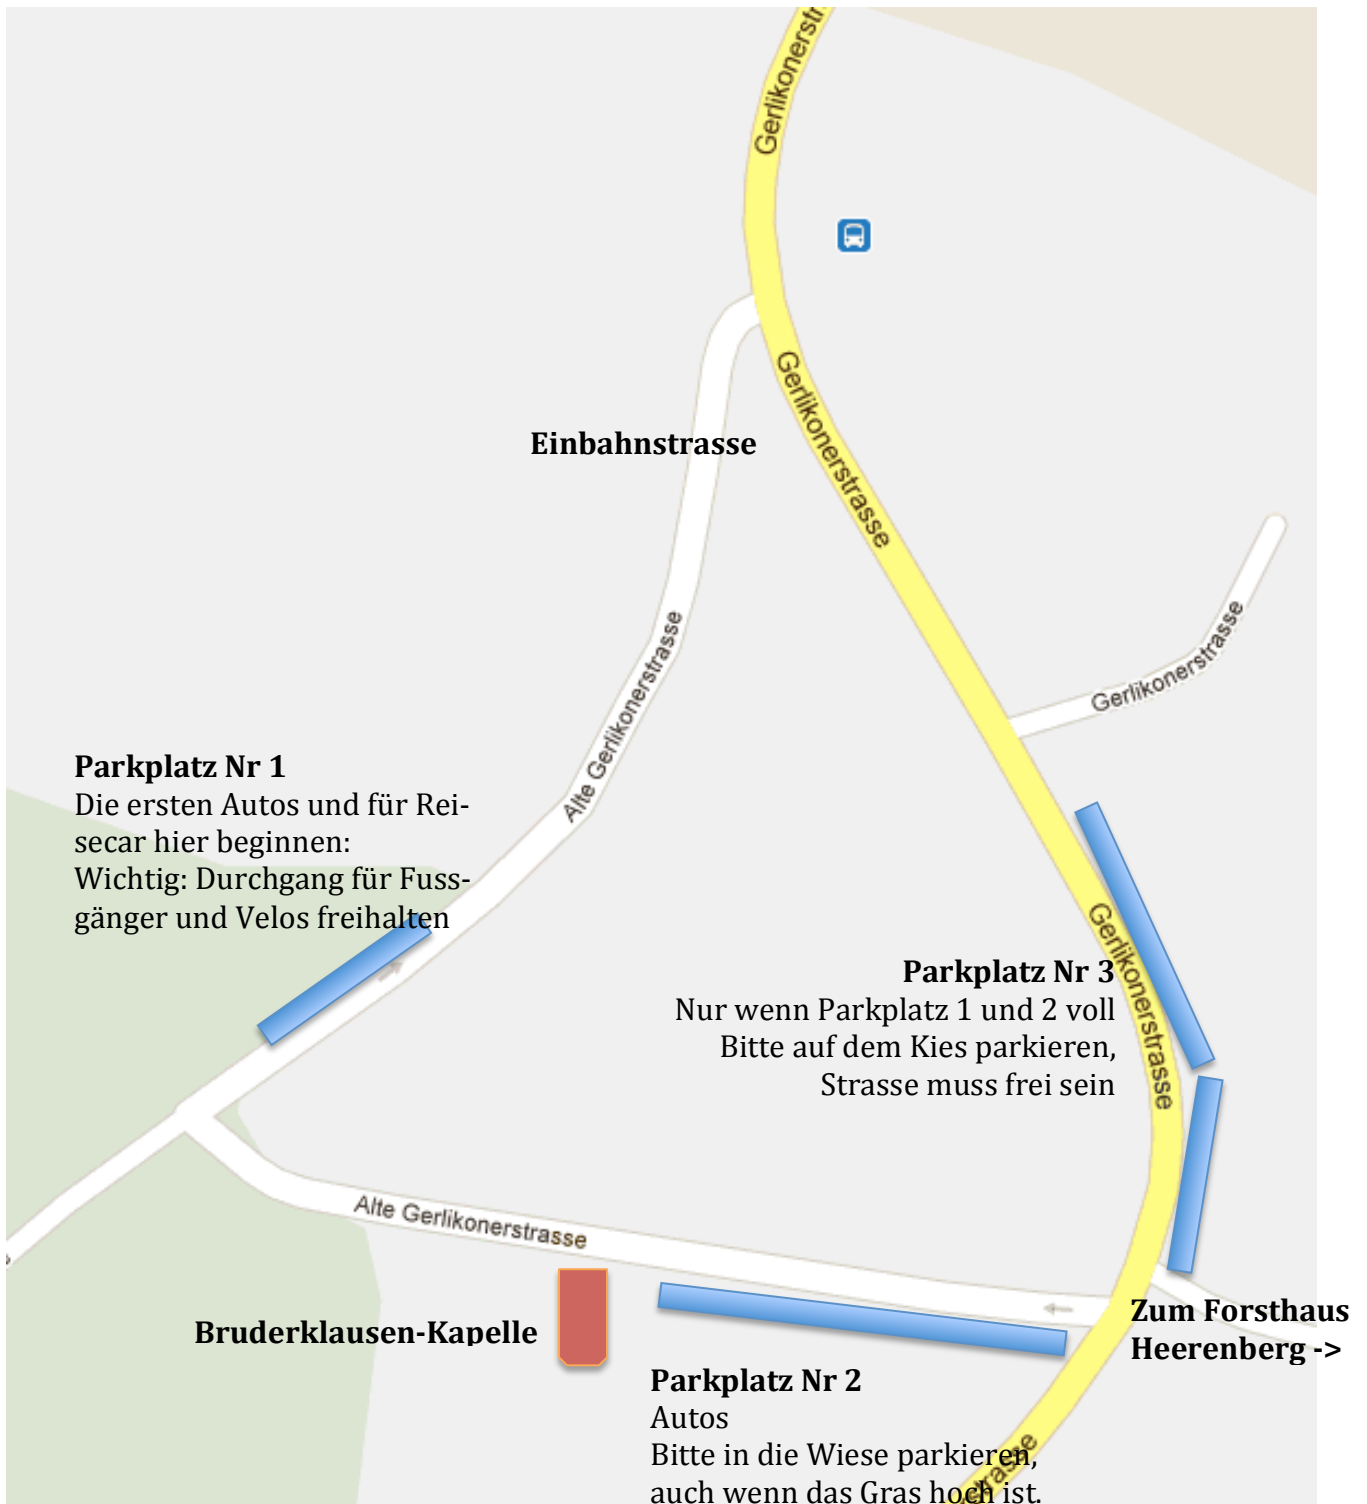 Gerlikonerstr
Gerlikonerstrasse
Einbahnstrasse
Gerlikonerstrasse
Alte Gerlikonerstrasse
Parkplatz Nr 1
Die ersten Autos und für Rei-
secar hier beginnen:
Wichtig: Durchgang für Fuss-
gänger und Velos freihalten
Gerlikonerstrasse
Parkplatz Nr 3
Nur wenn Parkplatz 1 und 2 voll
Bitte auf dem Kies parkieren,
Strasse muss frei sein
Alte Gerlikonerstrasse
Bruderklausen-Kapelle
Zum Forsthaus
Heerenberg ->
Parkplatz Nr 2
Autos
Bitte in die Wiese parkieren,
auch wenn das Gras hoch ist.
strasse